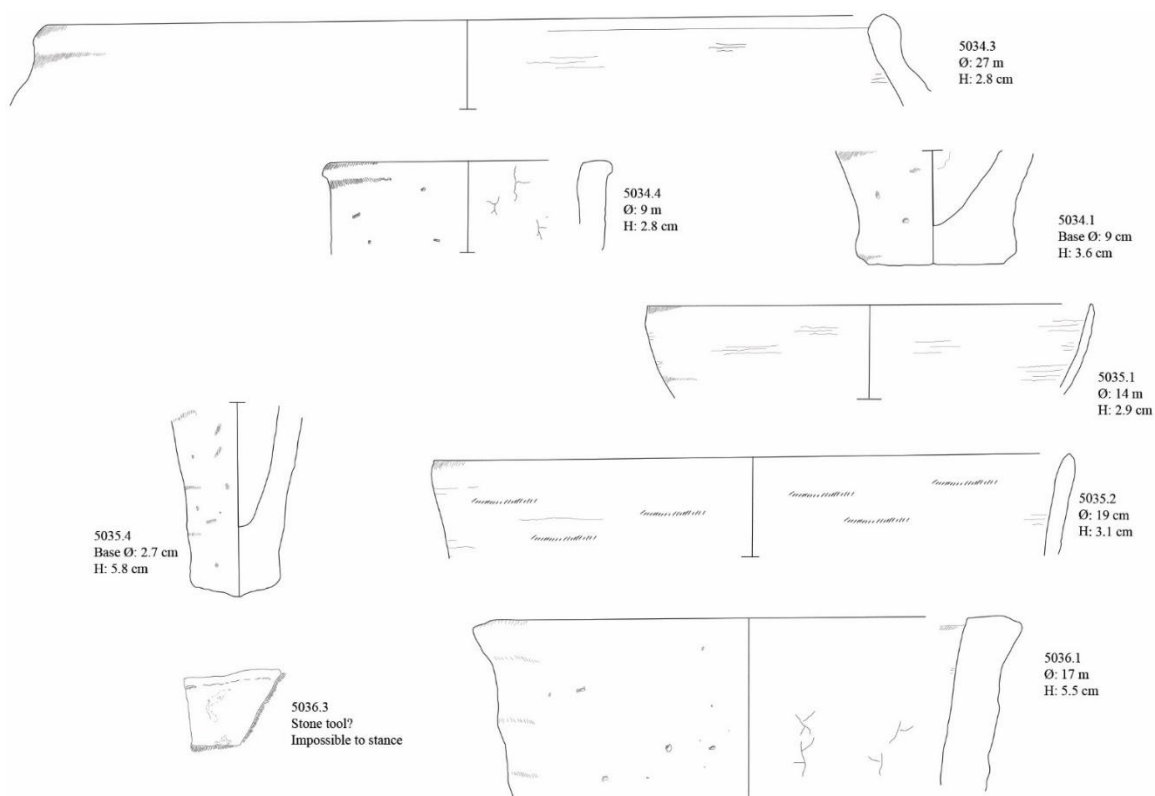 5034.3
Ø: 27 m
H: 2.8 cm
5034.4
Ø: 9 m
H: 2.8 cm
5034.1
Base Ø: 9 cm
H: 3.6 cm
5035.1
Ø: 14 m
H: 2.9 cm
5035.2
Ø: 19 cm
H: 3.1 cm
5035.4
Base Ø: 2.7 cm
H: 5.8 cm
5036.1
Ø: 17 m
H: 5.5 cm
5036.3
Stone tool?
Impossible to stance